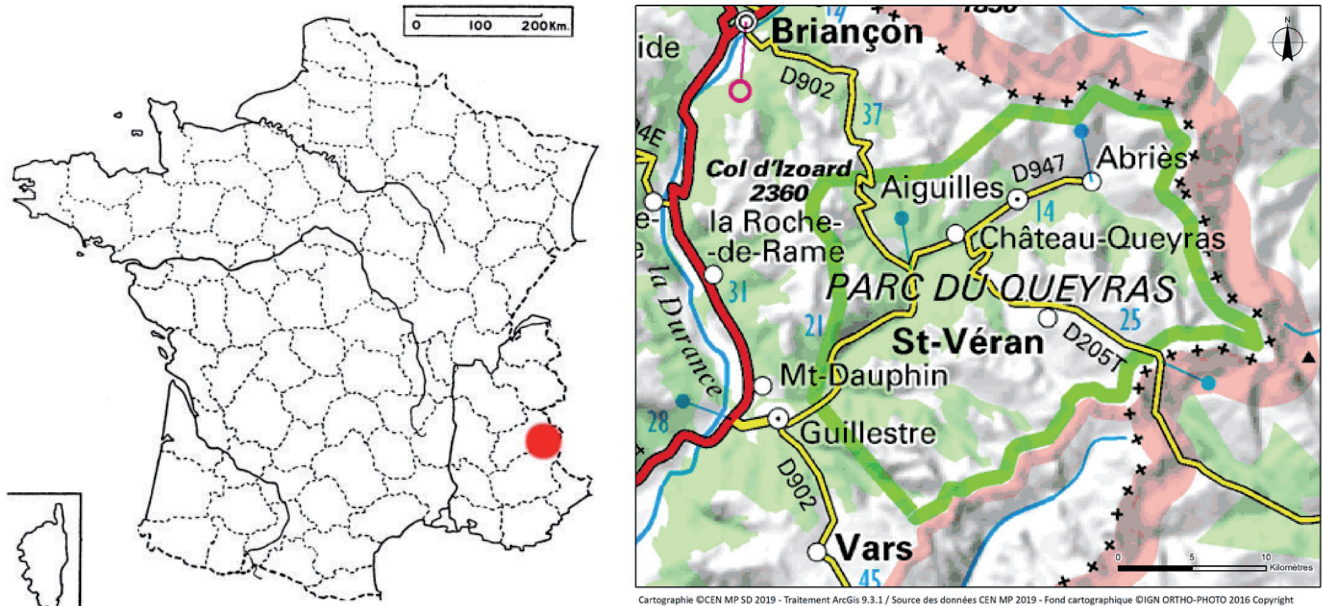 0 100 200 Km.
Briançon
D902
37
Col d'Izoard
2360
Abriès
D947
Aiguilles
14
la Roche-
-de-Rame
Château-Queyras
31
la Durance
PARC DU QUEYRAS
21
25
St-Véran
D205T
Mt-Dauphin
28
Guillestre
D902
Vars
45
N
0 5 10
Kilomètres
Cartographie ©CEN MP SD 2019 - Traitement ArcGis 9.3.1 / Source des données CEN MP 2019 - Fond cartographique ©IGN ORTHO-PHOTO 2016 Copyright